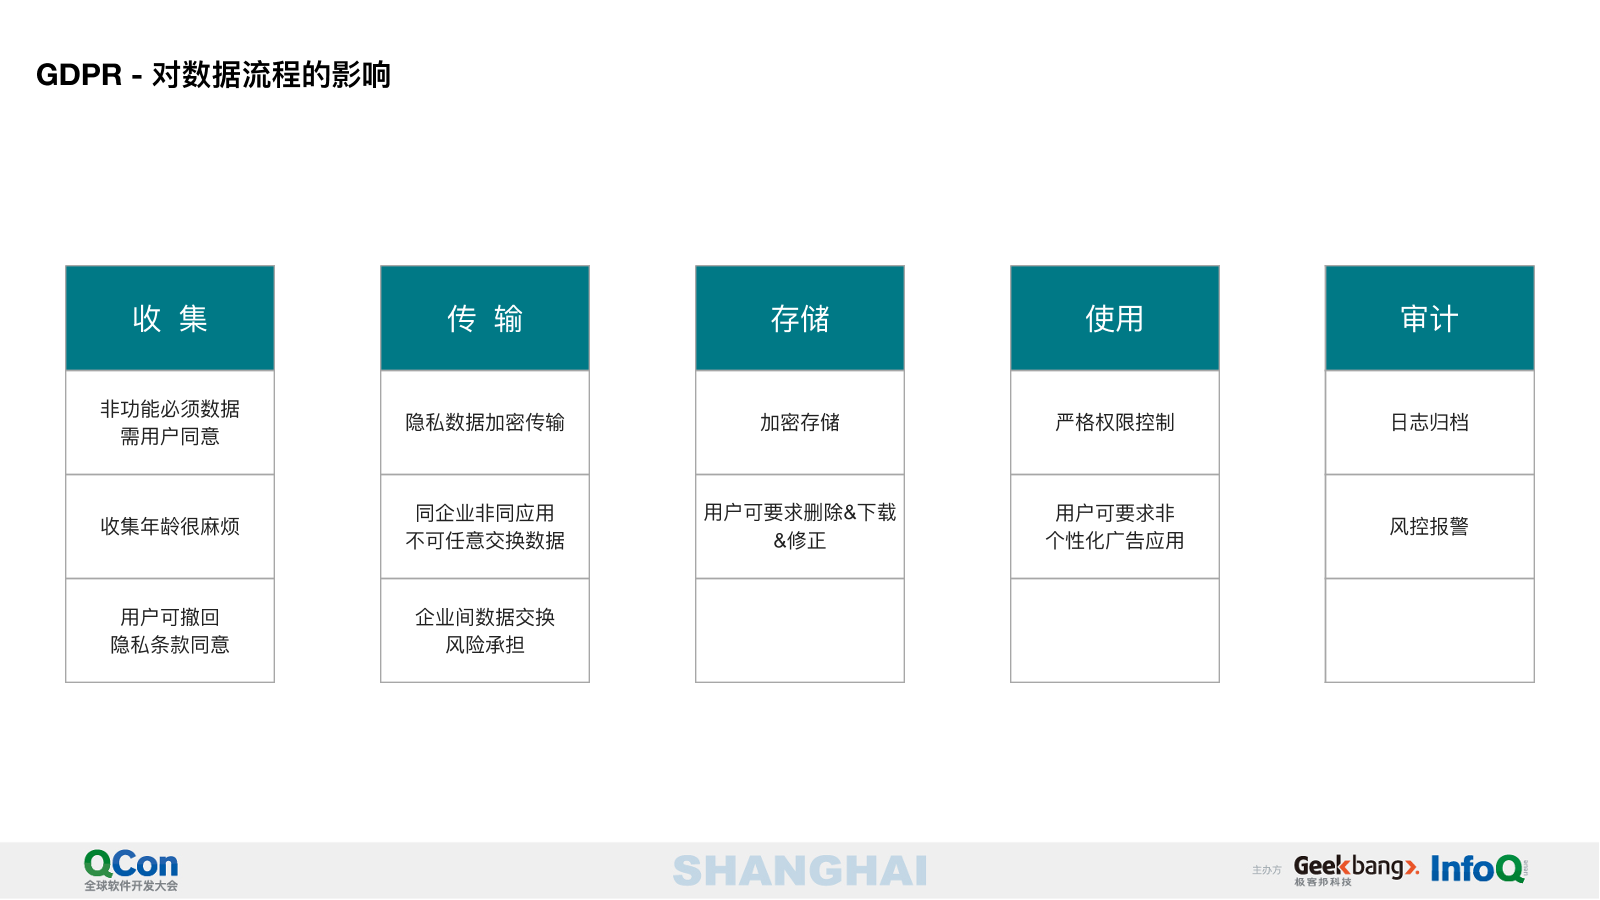 GDPR - 对数据流程的影响
收 集
非功能必须数据
需用户同意
收集年龄很麻烦
用户可撤回
隐私条款同意
传 输
隐私数据加密传输
同企业非同应用
不可任意交换数据
企业间数据交换
风险承担
存储
加密存储
用户可要求删除&下载
&修正
使用
严格权限控制
用户可要求非
个性化广告应用
审计
日志归档
风控报警
QCon
全球软件开发大会
SHANGHAI
主办方
Geekbang
极客邦科技
InfoQ